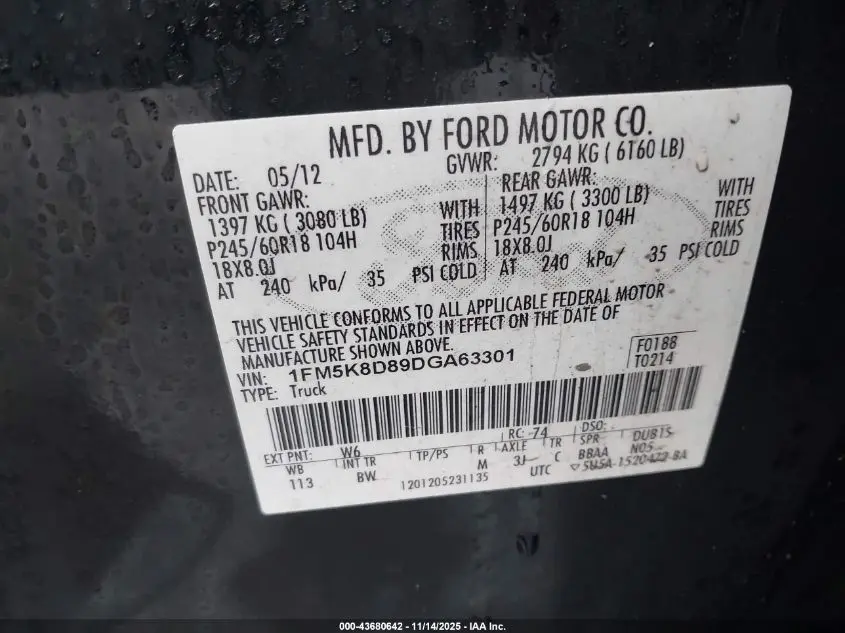 MFD. BY FORD MOTOR CO.
DATE: 05/12 GVWR: 2794 KG ( 6160 LB)
FRONT GAWR: REAR GAWR:
1397 KG ( 3080 LB) WITH 1497 KG ( 3300 LB) WITH
P245/60R18 104H TIRES P245/60R18 104H TIRES
18X8.0J RIMS 18X8.0J RIMS
AT 240 kPa/ 35 PSI COLD AT 240 kPa/ 35 PSI COLD
THIS VEHICLE CONFORMS TO ALL APPLICABLE FEDERAL MOTOR
VEHICLE SAFETY STANDARDS IN EFFECT ON THE DATE OF
MANUFACTURE SHOWN ABOVE.
VIN: 1FM5K8D89DGA63301 F0188
TYPE: Truck T0214
EXT PNT: W6 RC: 74 DSO:
WB INT TR TP/PS R AXLE TR SPR DUBTS
113 BW M 3J C BBAA NO5
1201205231135 UTC
000-43680642 - 11/14/2025 - IAA Inc.